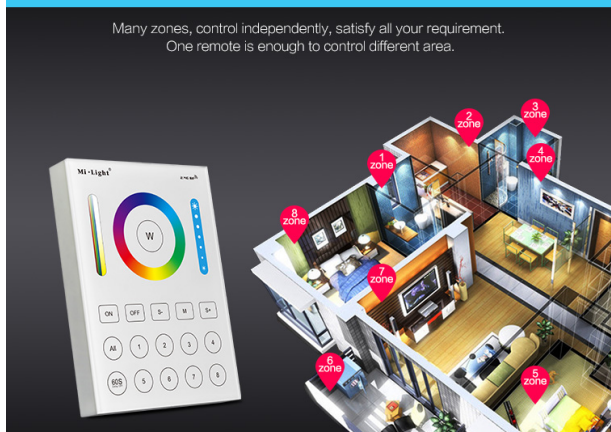 Many zones, control independently, satisfy all your requirement.
One remote is enough to control different area.
2
zone
3
zone
1
zone
4
zone
Mi·Light
8
zone
W
7
zone
ON OFF S- M S+
All 1 2 3 4
6
zone
60S 5 6 7 8
5
zone